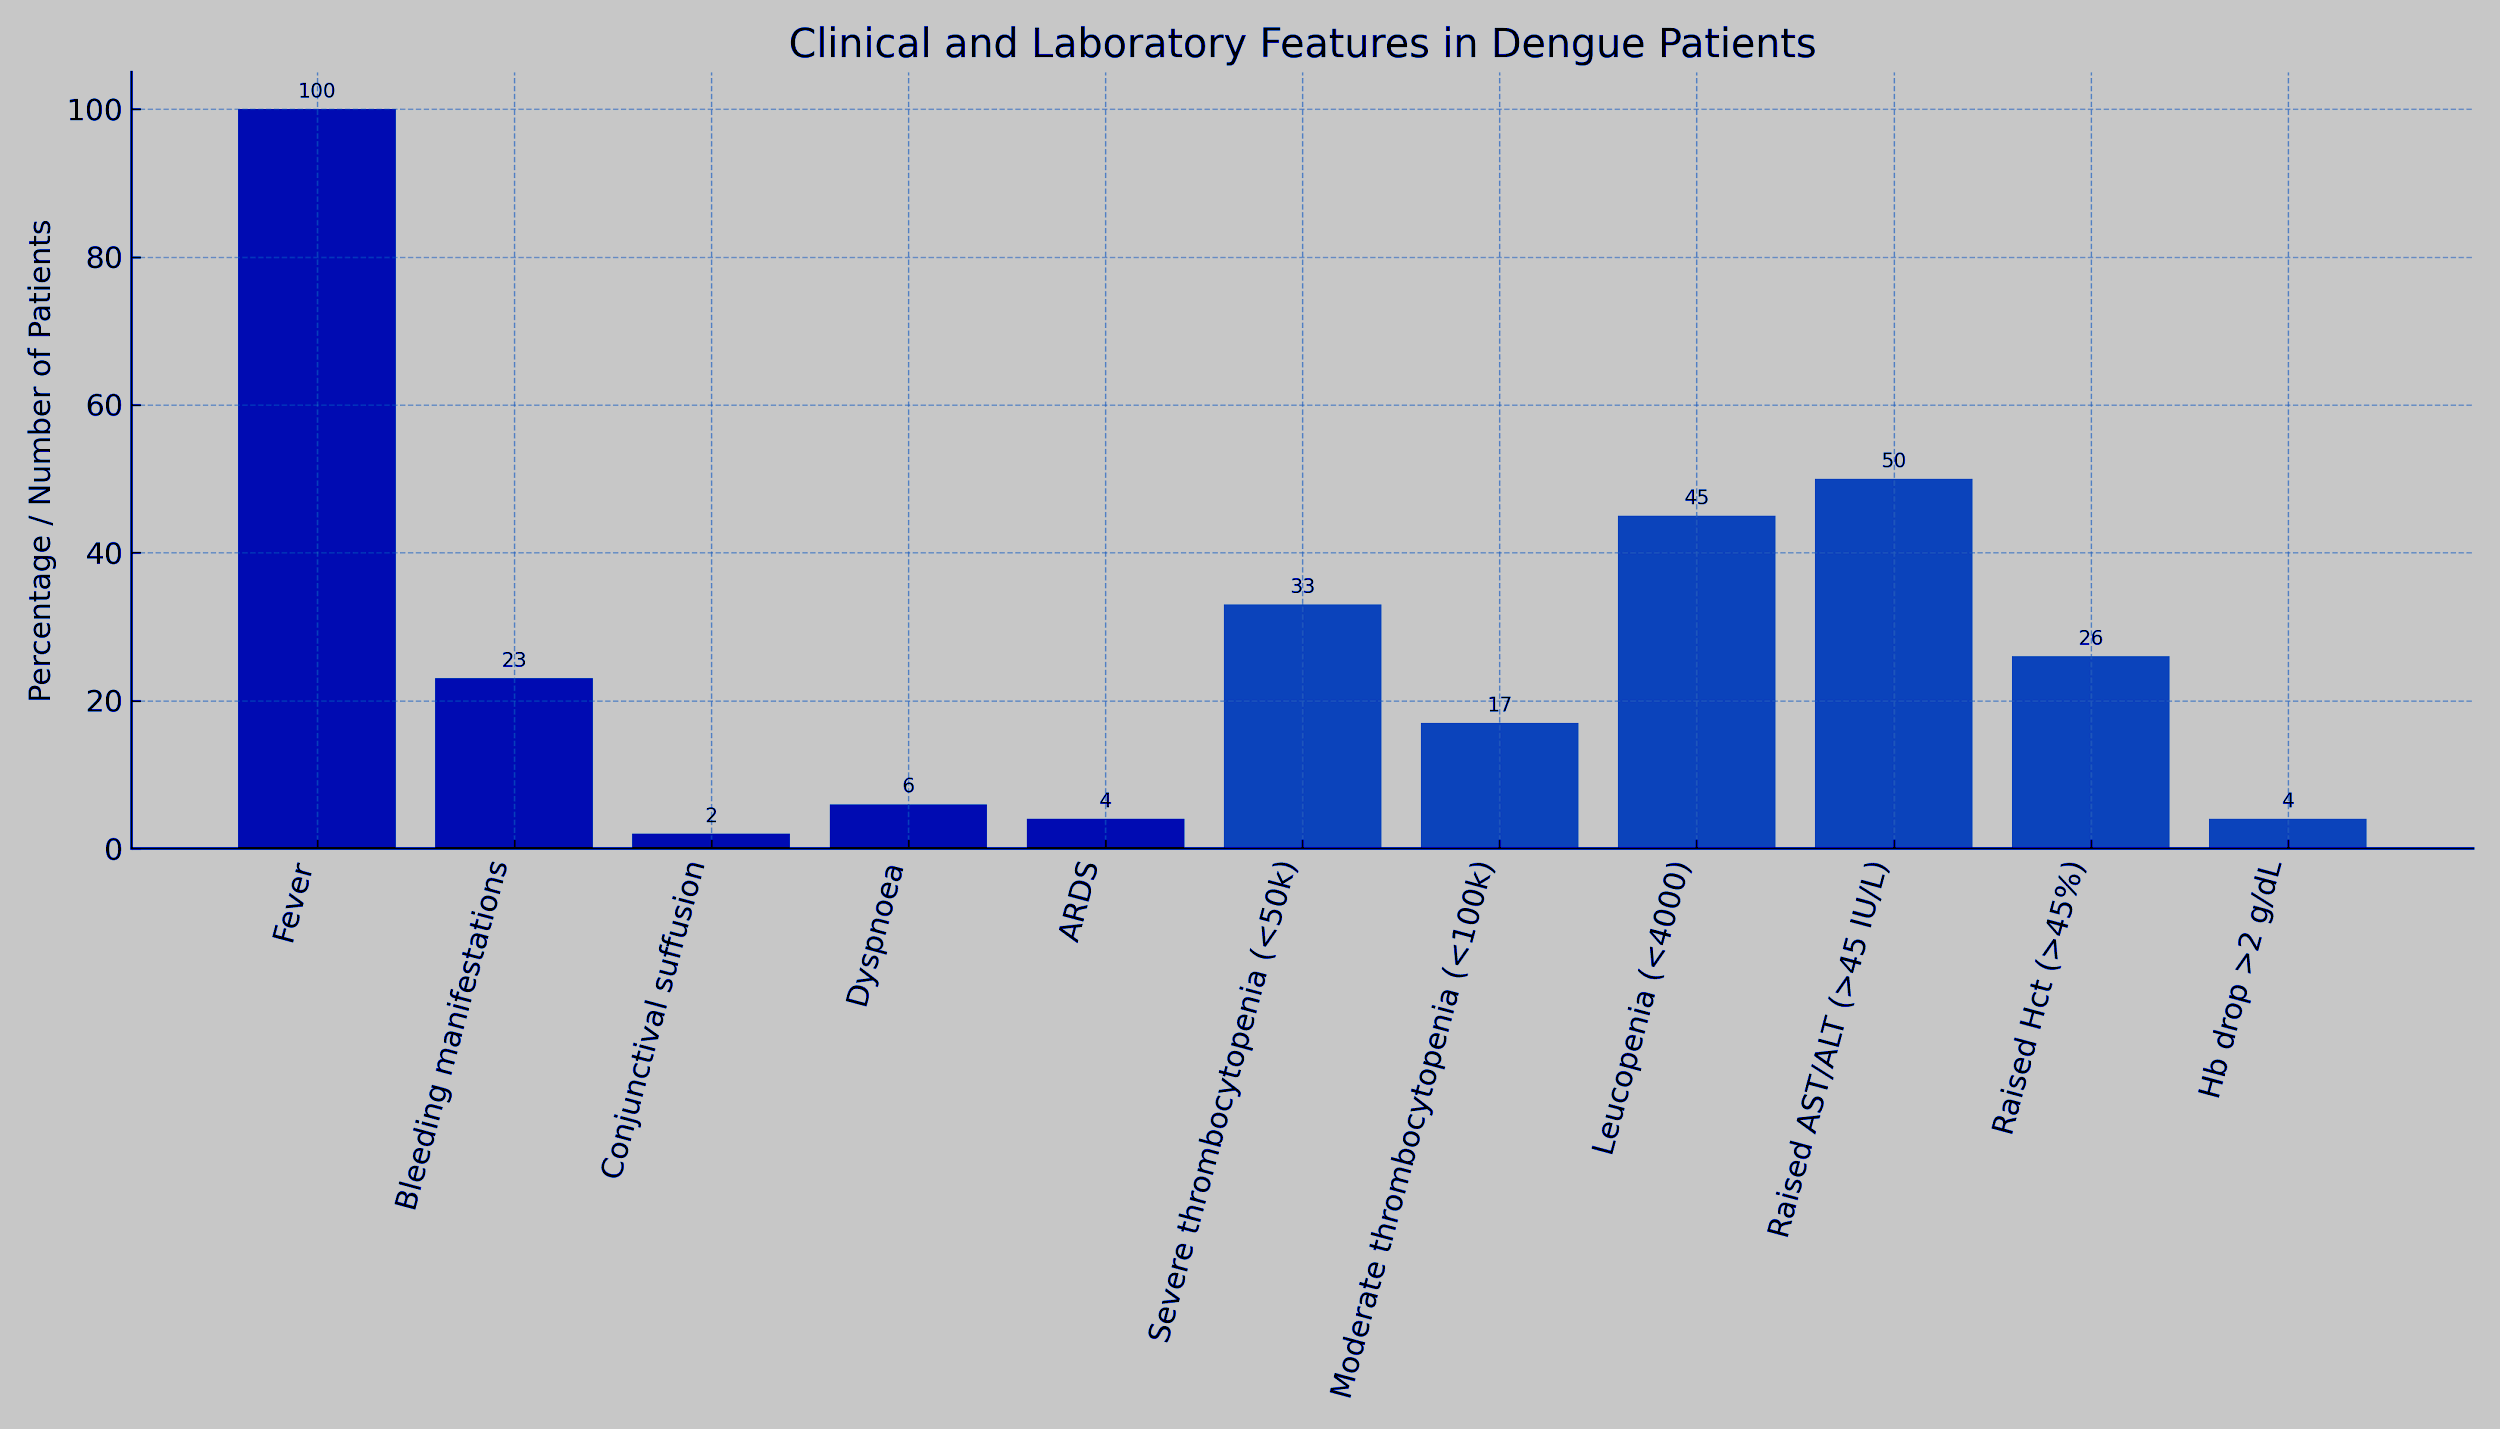 Clinical and Laboratory Features in Dengue Patients
Percentage / Number of Patients
100
80
60
40
20
0
100
23
2
6
4
33
17
45
50
26
4
Fever
Bleeding manifestations
Conjunctival suffusion
Dyspnoea
ARDS
Severe thrombocytopenia (<50k)
Moderate thrombocytopenia (<100k)
Leucopenia (<4000)
Raised AST/ALT (>45 IU/L)
Raised Hct (>45%)
Hb drop >2 g/dL